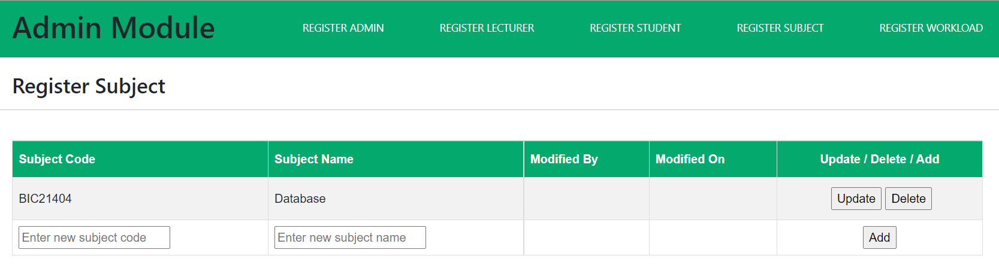 Admin Module REGISTER ADMIN REGISTER LECTURER REGISTER STUDENT REGISTER SUBJECT REGISTER WORKLOAD
Register Subject
Subject Code Subject Name Modified By Modified On Update / Delete / Add
BIC21404 Database Update Delete
Enter new subject code Enter new subject name Add